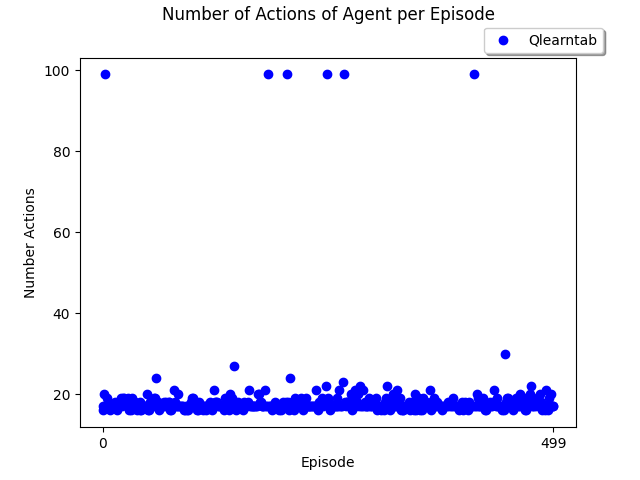 Number of Actions of Agent per Episode
Qlearntab
100
80
60
40
20
Number Actions
0
499
Episode